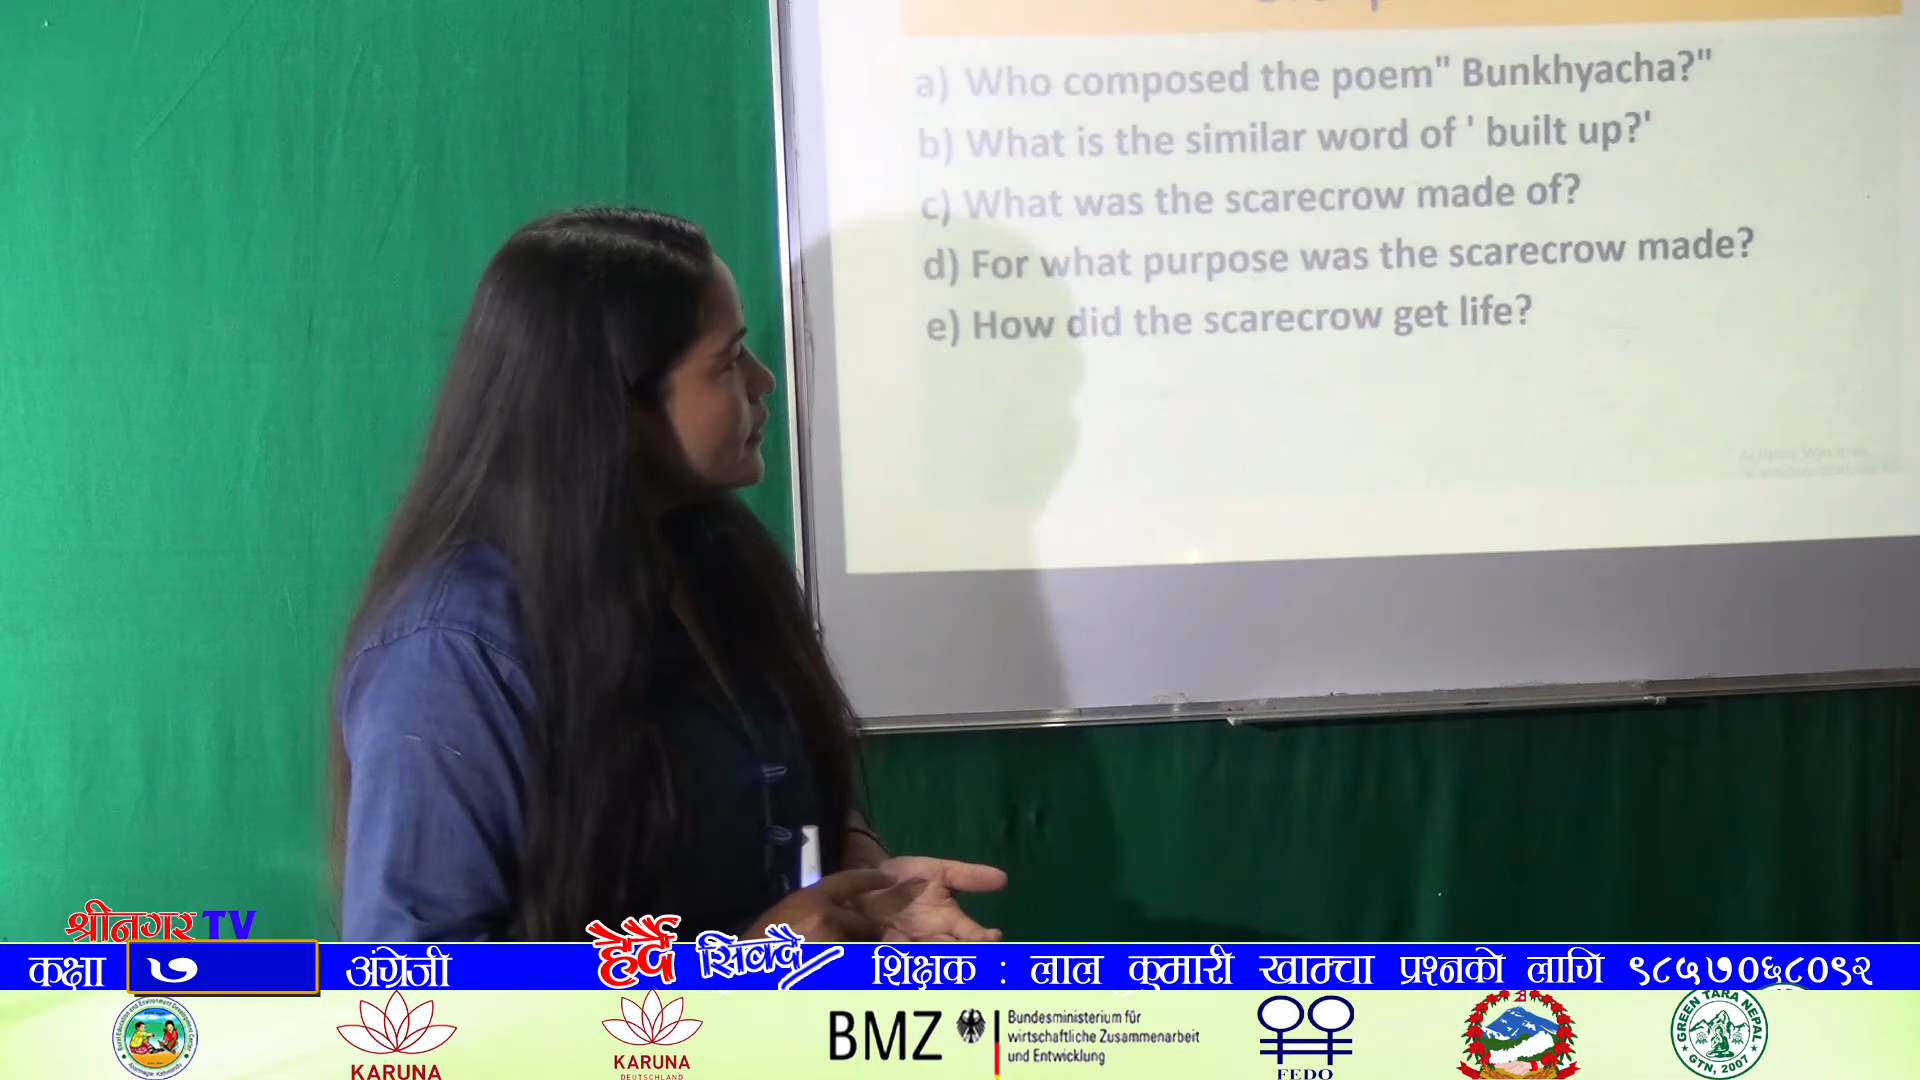 a) Who composed the poem" Bunkhyacha?"
b) What is the similar word of ' built up?'
c) What was the scarecrow made of?
d) For what purpose was the scarecrow made?
e) How did the scarecrow get life?
श्रीनगर TV
कक्षा ७ अंग्रेजी हेर्दै सिक्दै शिक्षक : लाल कुमारी खाम्चा प्रश्नको लागि ९८५७०६८०९२
KARUNA
KARUNA
DEUTSCHLAND
BMZ
Bundesministerium für
wirtschaftliche Zusammenarbeit
und Entwicklung
FEDO
GREEN TARA NEPAL
GTN, 2007